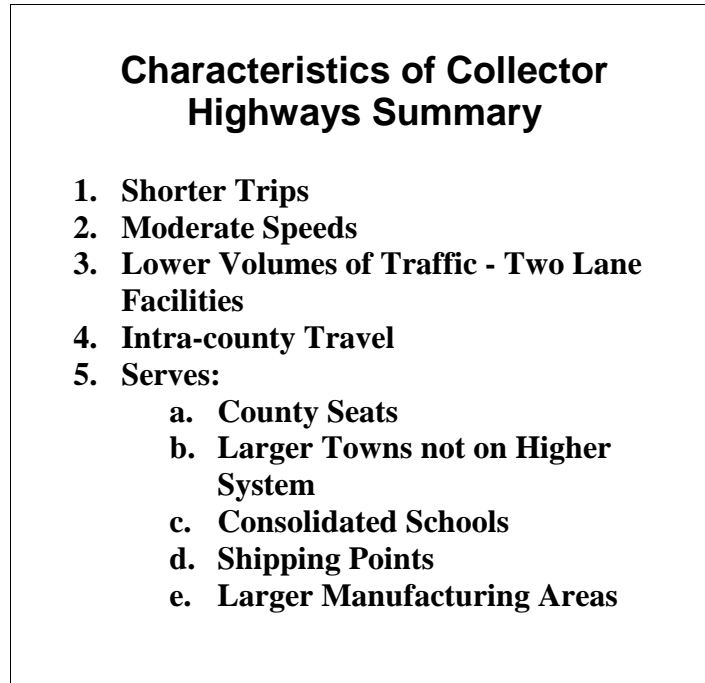 Characteristics of Collector
Highways Summary
1. Shorter Trips
2. Moderate Speeds
3. Lower Volumes of Traffic - Two Lane
Facilities
4. Intra-county Travel
5. Serves:
a. County Seats
b. Larger Towns not on Higher
System
c. Consolidated Schools
d. Shipping Points
e. Larger Manufacturing Areas